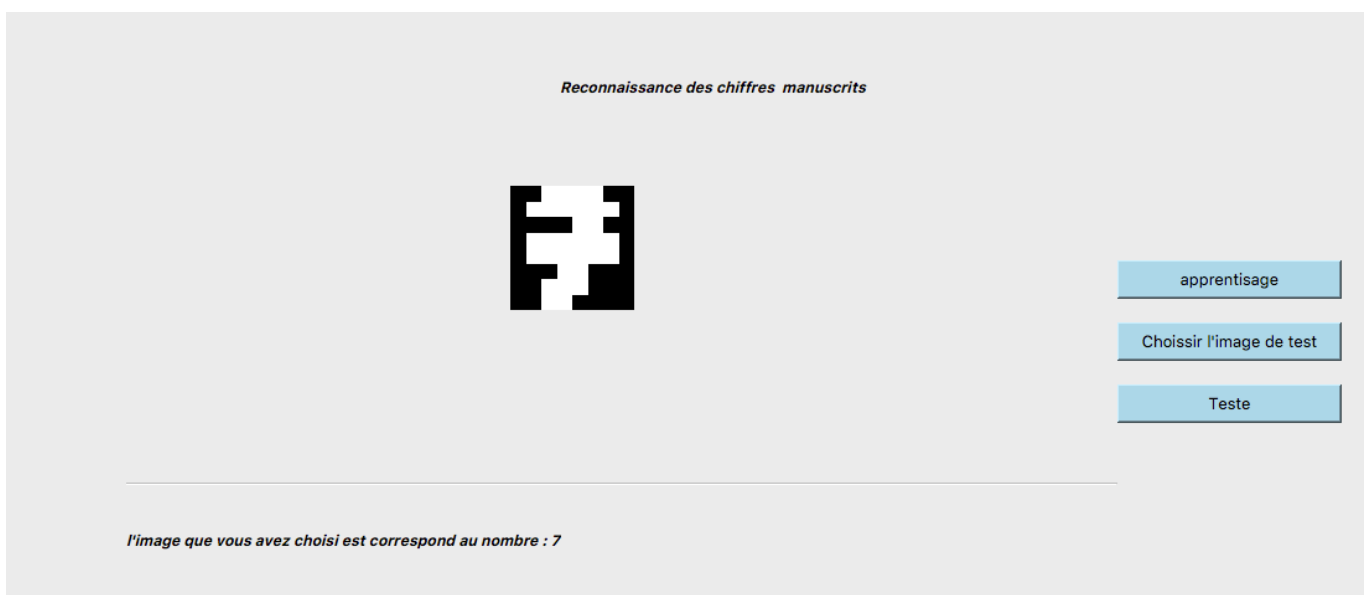 Reconnaissance des chiffres  manuscrits
apprentisage
Choissir l'image de test
Teste
l'image que vous avez choisi est correspond au nombre : 7